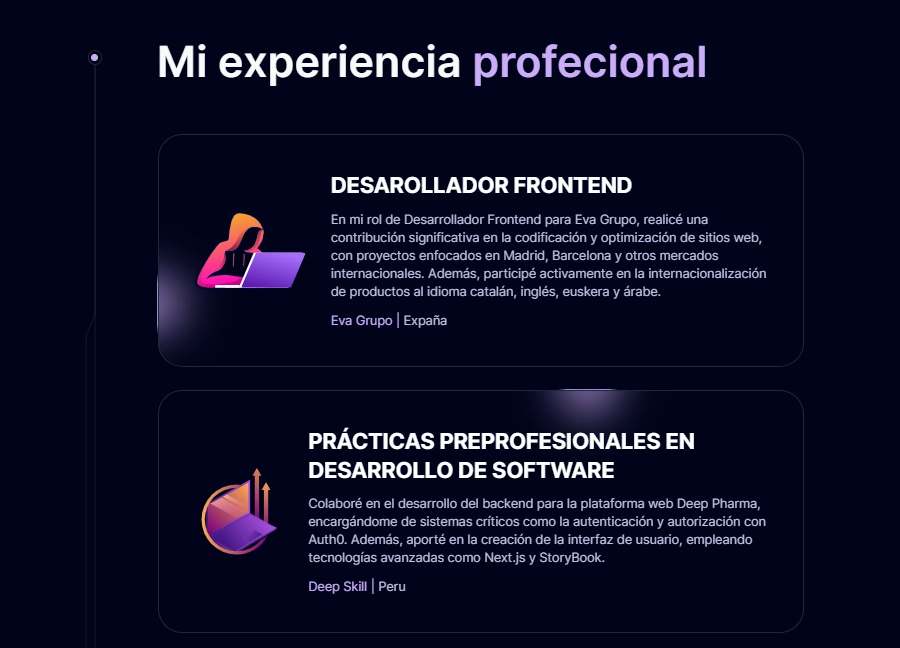 Mi experiencia profecional
DESAROLLADOR FRONTEND
En mi rol de Desarrollador Frontend para Eva Grupo, realicé una
contribución significativa en la codificación y optimización de sitios web,
con proyectos enfocados en Madrid, Barcelona y otros mercados
internacionales. Además, participé activamente en la internacionalización
de productos al idioma catalán, inglés, euskera y árabe.
Eva Grupo | Expaña
PRÁCTICAS PREPROFESIONALES EN
DESARROLLO DE SOFTWARE
Colaboré en el desarrollo del backend para la plataforma web Deep Pharma,
encargándome de sistemas críticos como la autenticación y autorización con
Auth0. Además, aporté en la creación de la interfaz de usuario, empleando
tecnologías avanzadas como Next.js y StoryBook.
Deep Skill | Peru